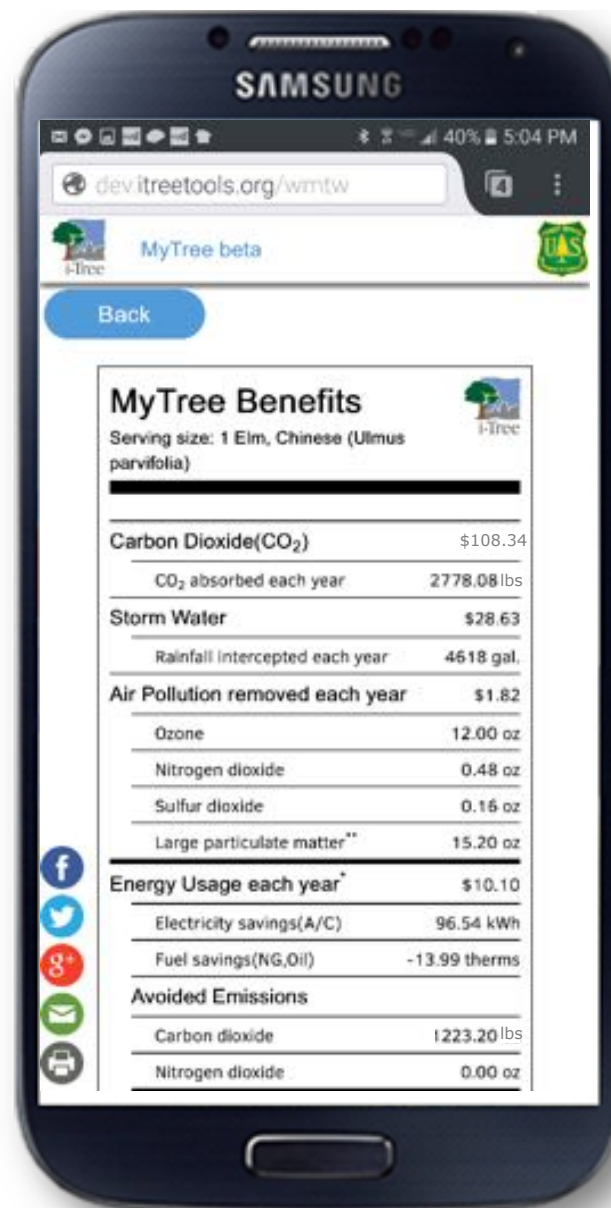 SAMSUNG
40% 5:04 PM
dev.itreetools.org/wmtw
4
i-Tree
MyTree beta
UAS
Back
MyTree Benefits
i-Tree
Serving size: 1 Elm, Chinese (Ulmus
parvifolia)
Carbon Dioxide(CO₂) $108.34
CO₂ absorbed each year 2778.08 lbs
Storm Water $28.63
Rainfall intercepted each year 4618 gal.
Air Pollution removed each year $1.82
Ozone 12.00 oz
Nitrogen dioxide 0.48 oz
Sulfur dioxide 0.16 oz
Large particulate matter** 15.20 oz
Energy Usage each year* $10.10
Electricity savings(A/C) 96.54 kWh
Fuel savings(NG,Oil) -13.99 therms
Avoided Emissions
Carbon dioxide 1223.20 lbs
Nitrogen dioxide 0.00 oz
f
g+